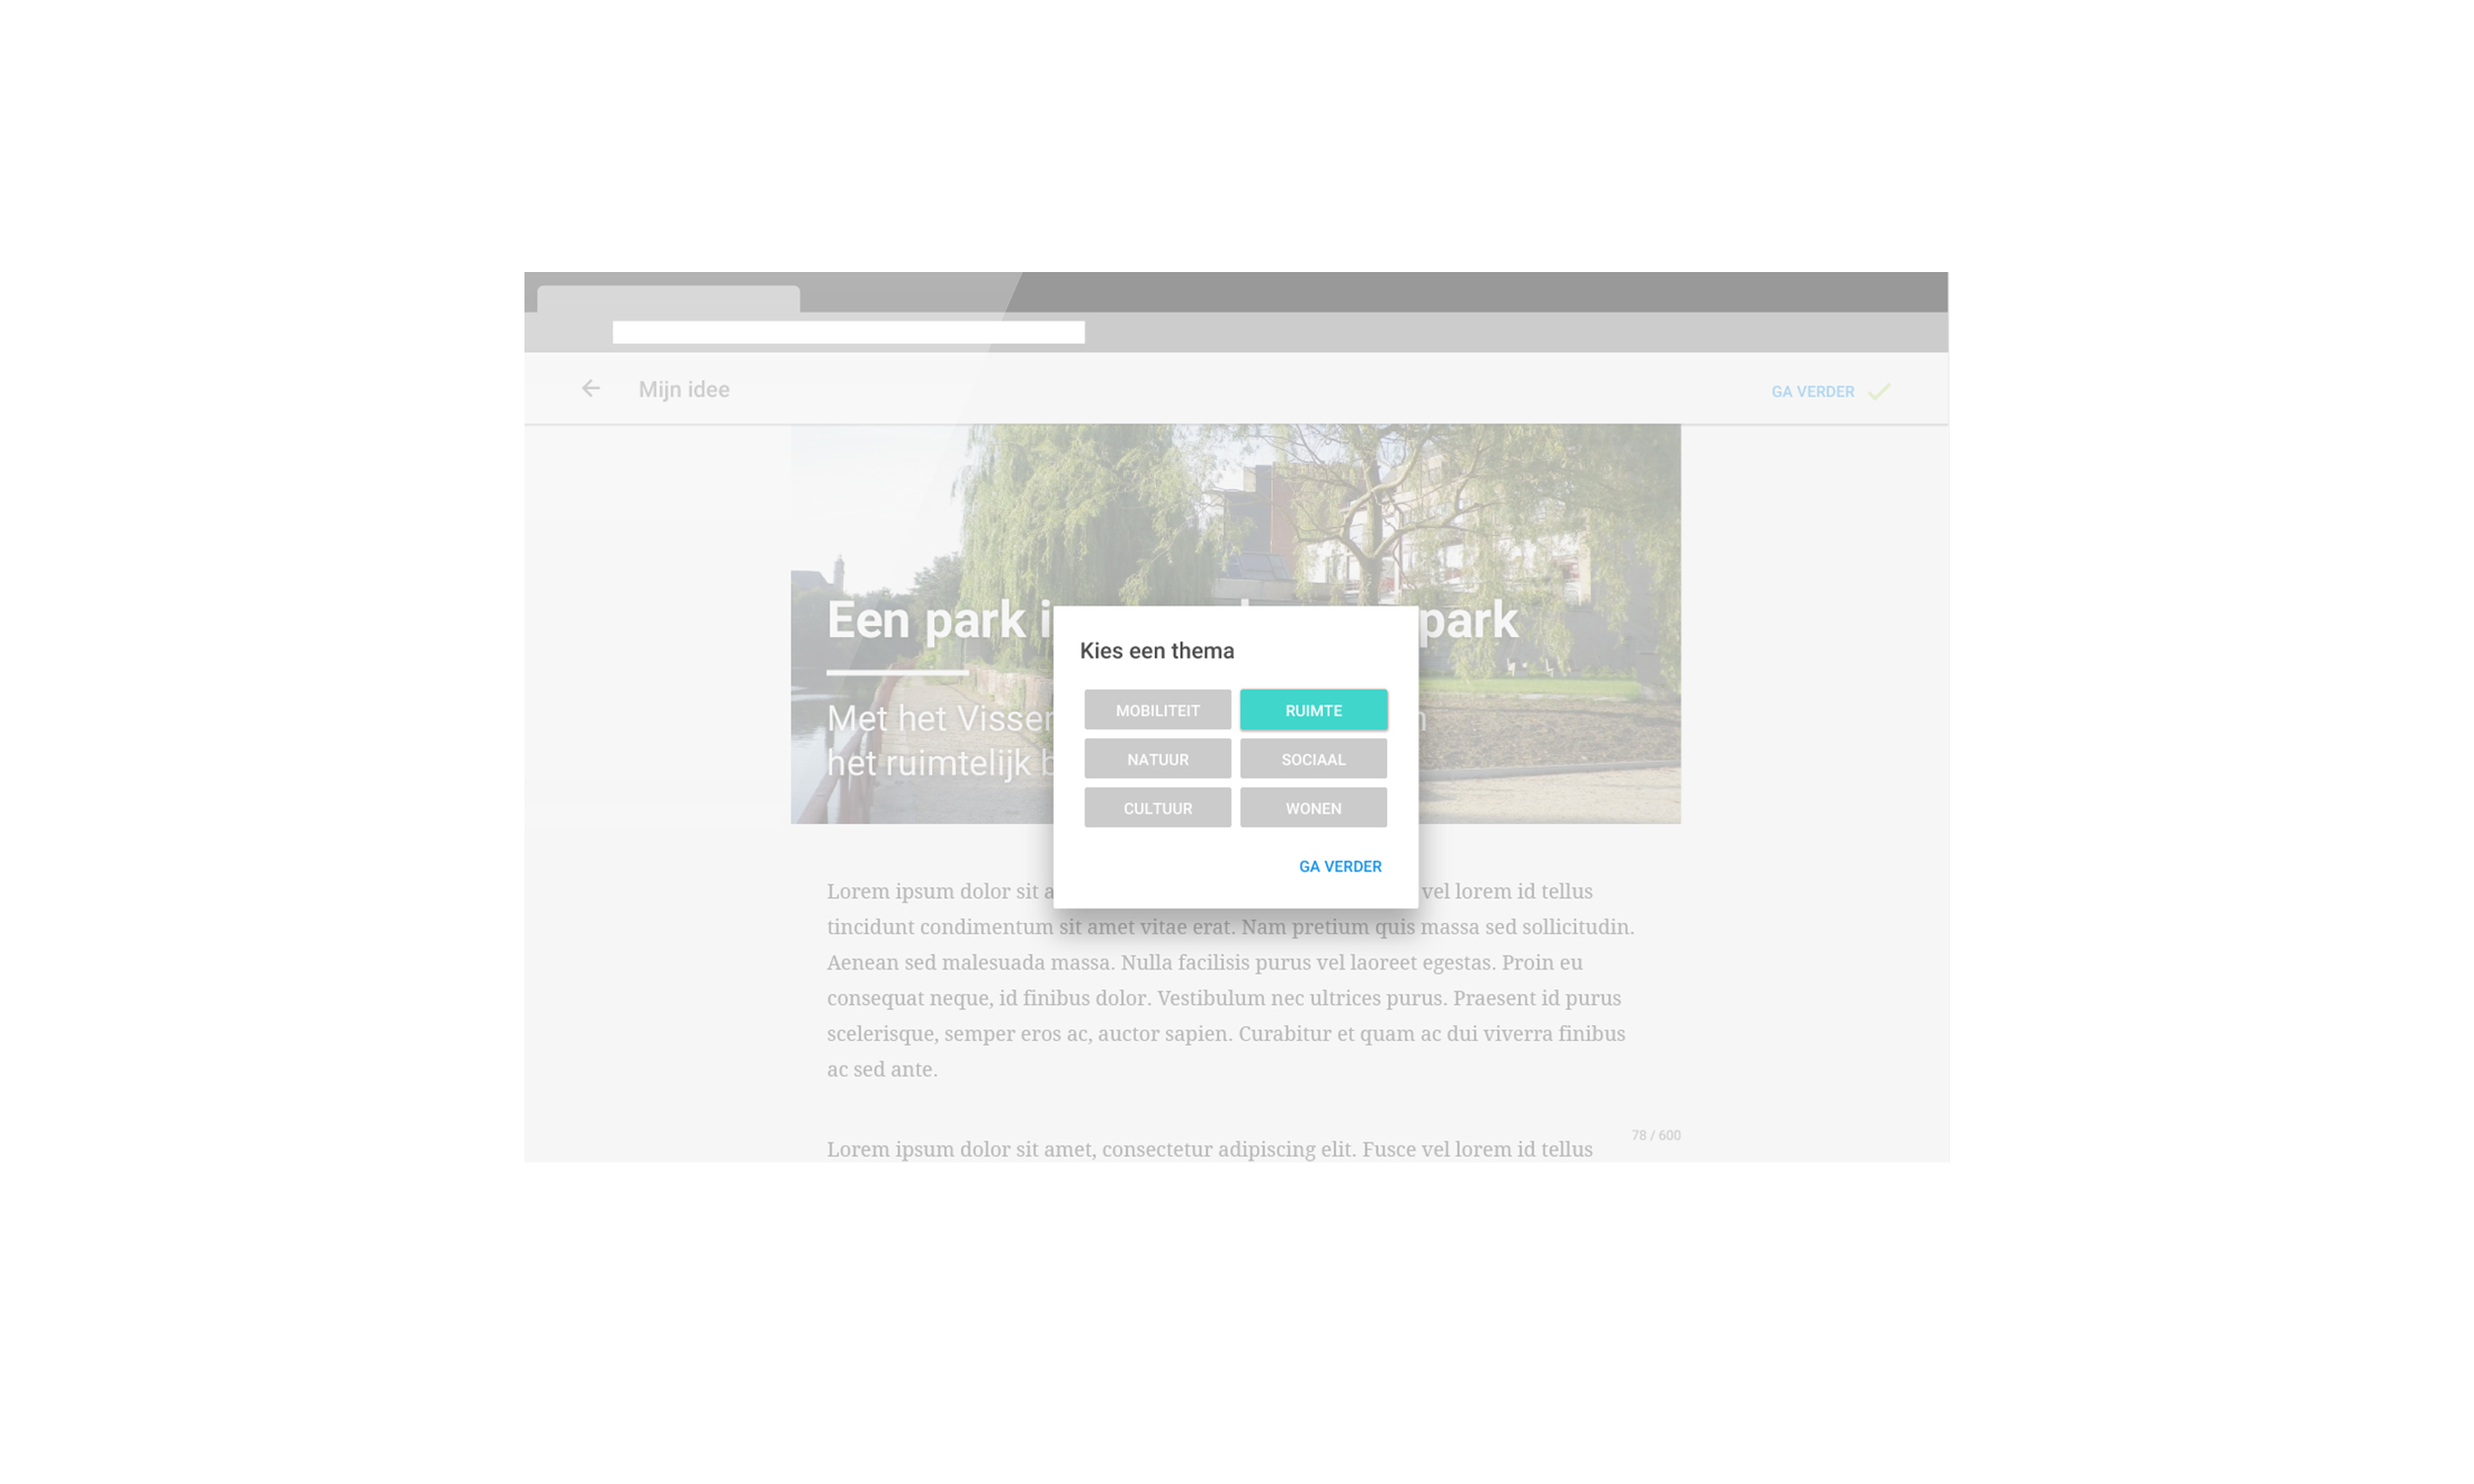 Mijn idee
GA VERDER
Een park park
Met het
het ruimtelijk
Kies een thema
MOBILITEIT
RUIMTE
NATUUR
SOCIAAL
CULTUUR
WONEN
GA VERDER
Lorem ipsum dolor sit vel lorem id tellus
tincidunt condimentum sit amet vitae erat. Nam pretium quis massa sed sollicitudin.
Aenean sed malesuada massa. Nulla facilisis purus vel laoreet egestas. Proin eu
consequat neque, id finibus dolor. Vestibulum nec ultrices purus. Praesent id purus
scelerisque, semper eros ac, auctor sapien. Curabitur et quam ac dui viverra finibus
ac sed ante.
78 / 600
Lorem ipsum dolor sit amet, consectetur adipiscing elit. Fusce vel lorem id tellus